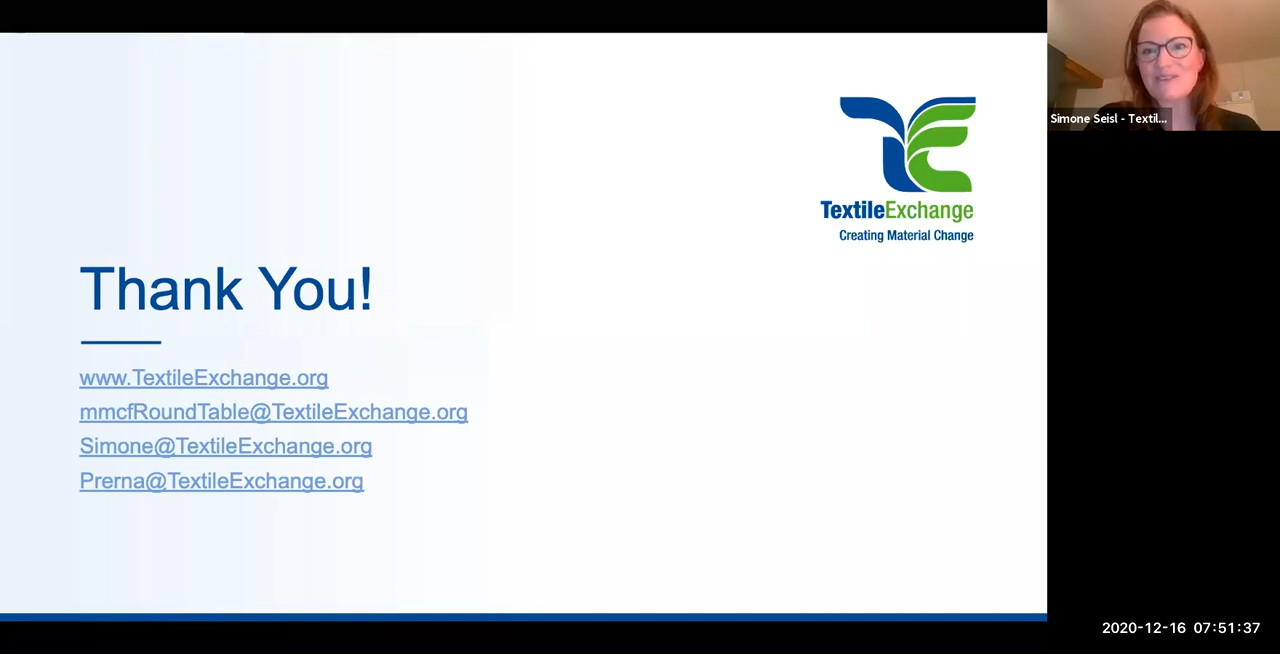 TextileExchange
Creating Material Change
Simone Seisl - Textil...
Thank You!
www.TextileExchange.org
mmcfRoundTable@TextileExchange.org
Simone@TextileExchange.org
Prerna@TextileExchange.org
2020-12-16 07:51:37